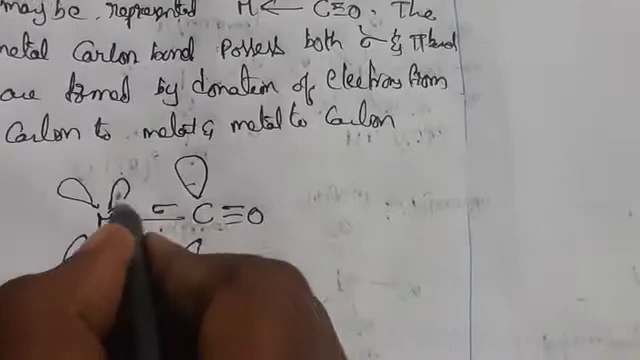 may be represented M ← C≡O. The
metal Carbon bond possess both σ & π bond
are formed by donation of electrons from
Carbon to metal & metal to Carbon
M σ C≡O